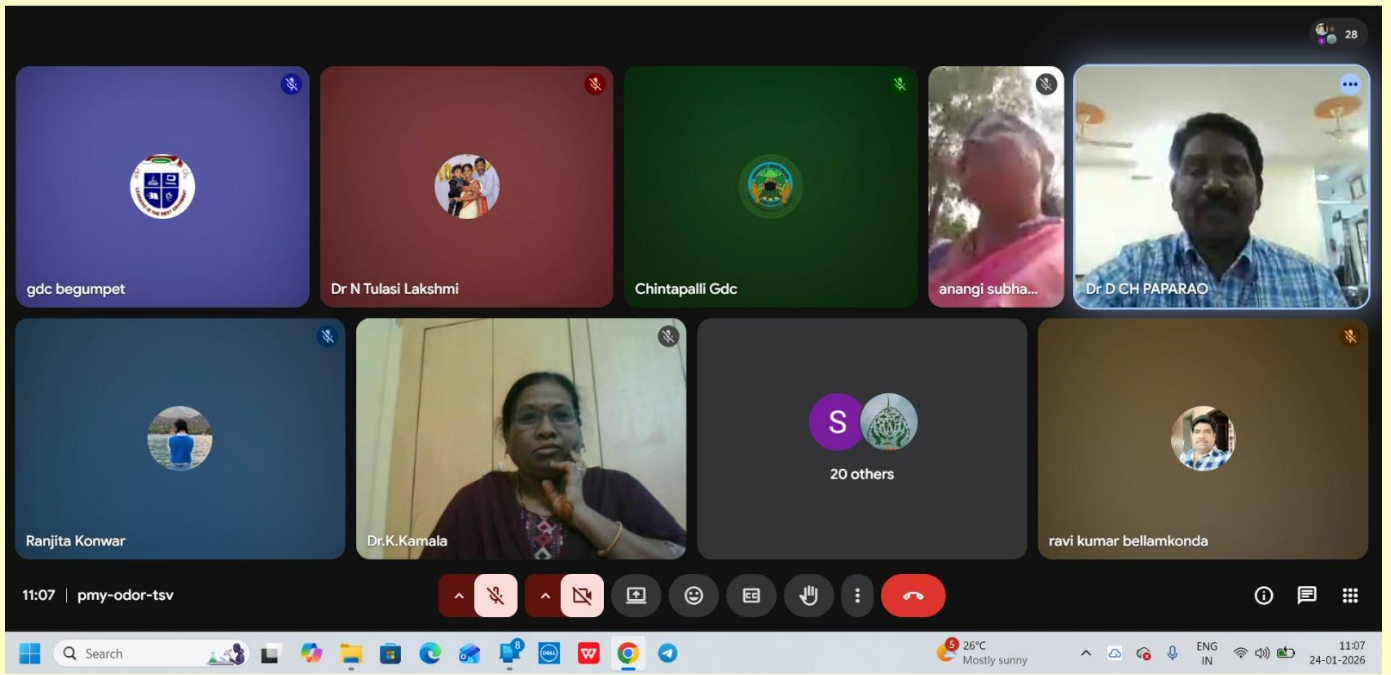 28
gdc begumpet
Dr N Tulasi Lakshmi
Chintapalli Gdc
anangi subha...
Dr D CH PAPARAO
Ranjita Konwar
Dr.K.Kamala
S
20 others
ravi kumar bellamkonda
11:07 | pmy-odor-tsv
Search
8
DELL
5
26°C
Mostly sunny
ENG
IN
11:07
24-01-2026